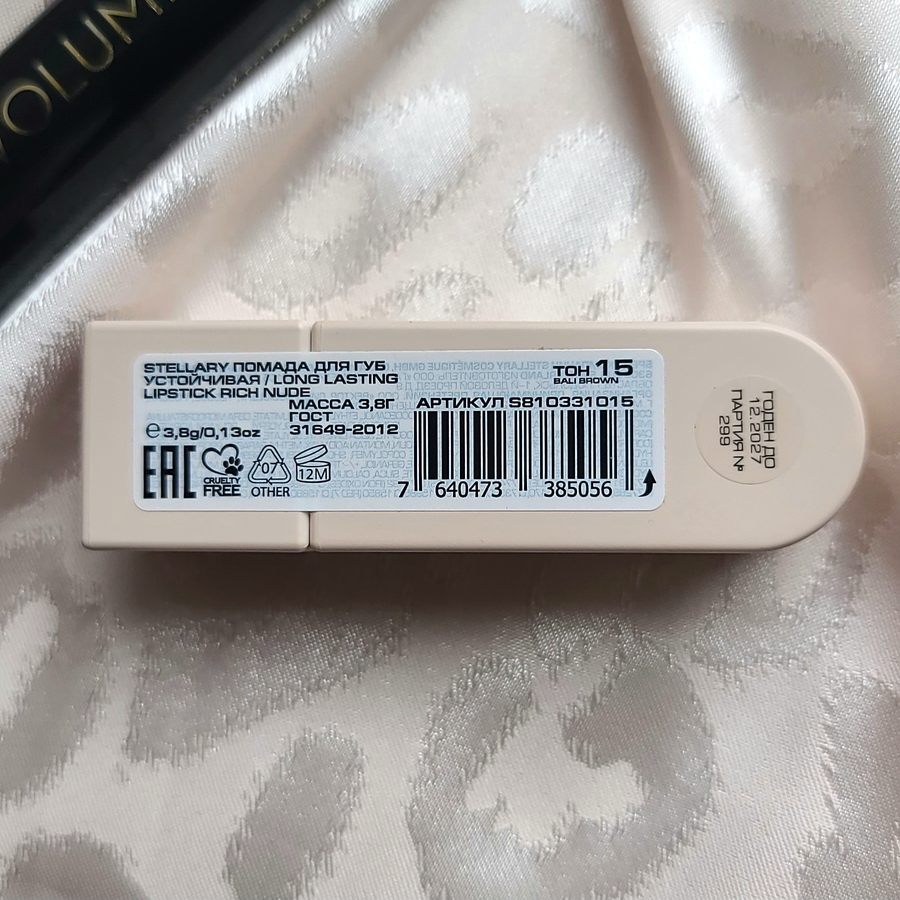 VOLUM
STELLARY ПОМАДА ДЛЯ ГУБ
УСТОЙЧИВАЯ / LONG LASTING
LIPSTICK RICH NUDE
МАССА 3,8Г
ГОСТ
31649-2012
℮ 3,8g/0,13oz
EAC
CRUELTY
FREE
07
OTHER
12M
ТОН 15
BALI BROWN
АРТИКУЛ S810331015
7 640473 385056
ГОДЕН ДО
12.2027
ПАРТИЯ №
299